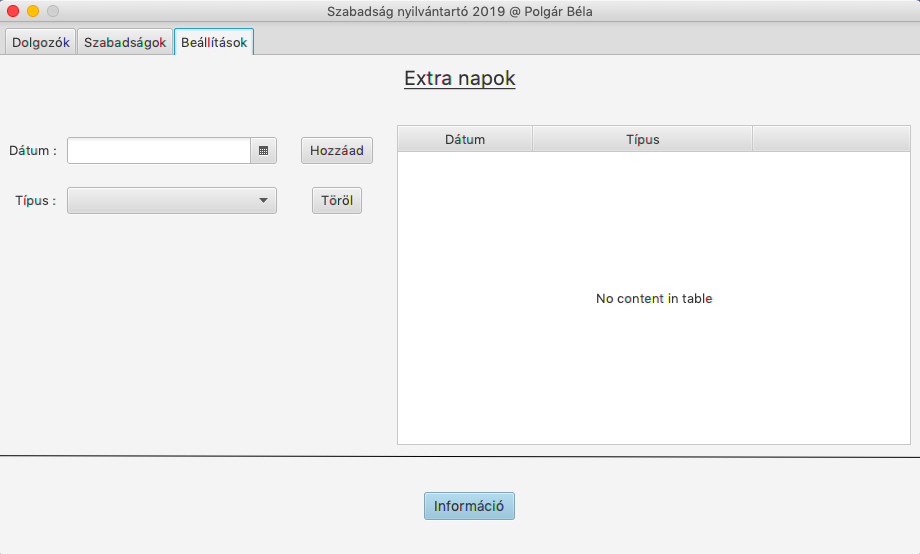 Szabadság nyilvántartó 2019 @ Polgár Béla
Dolgozók Szabadságok Beállítások
Extra napok
Dátum : Hozzáad
Típus : Töröl
Dátum Típus
No content in table
Információ